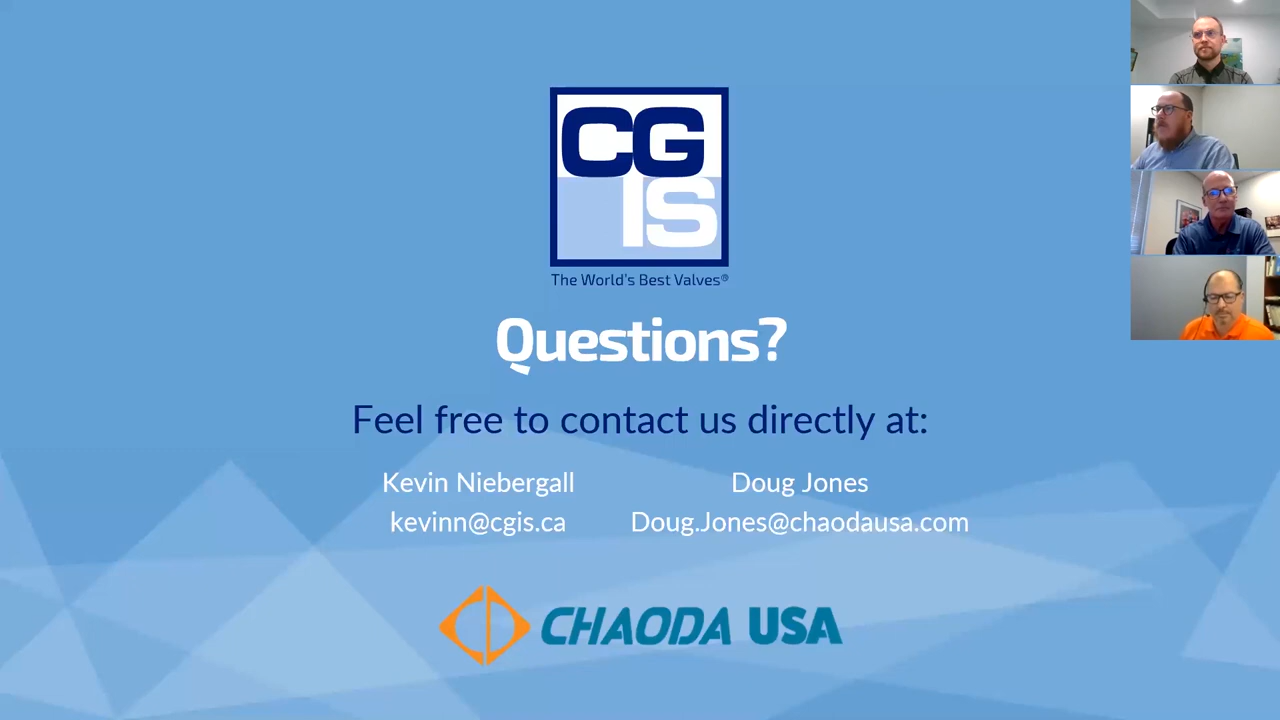 CG
IS
The World's Best Valves®
Questions?
Feel free to contact us directly at:
Kevin Niebergall
kevinn@cgis.ca
Doug Jones
Doug.Jones@chaodausa.com
CHAODA USA